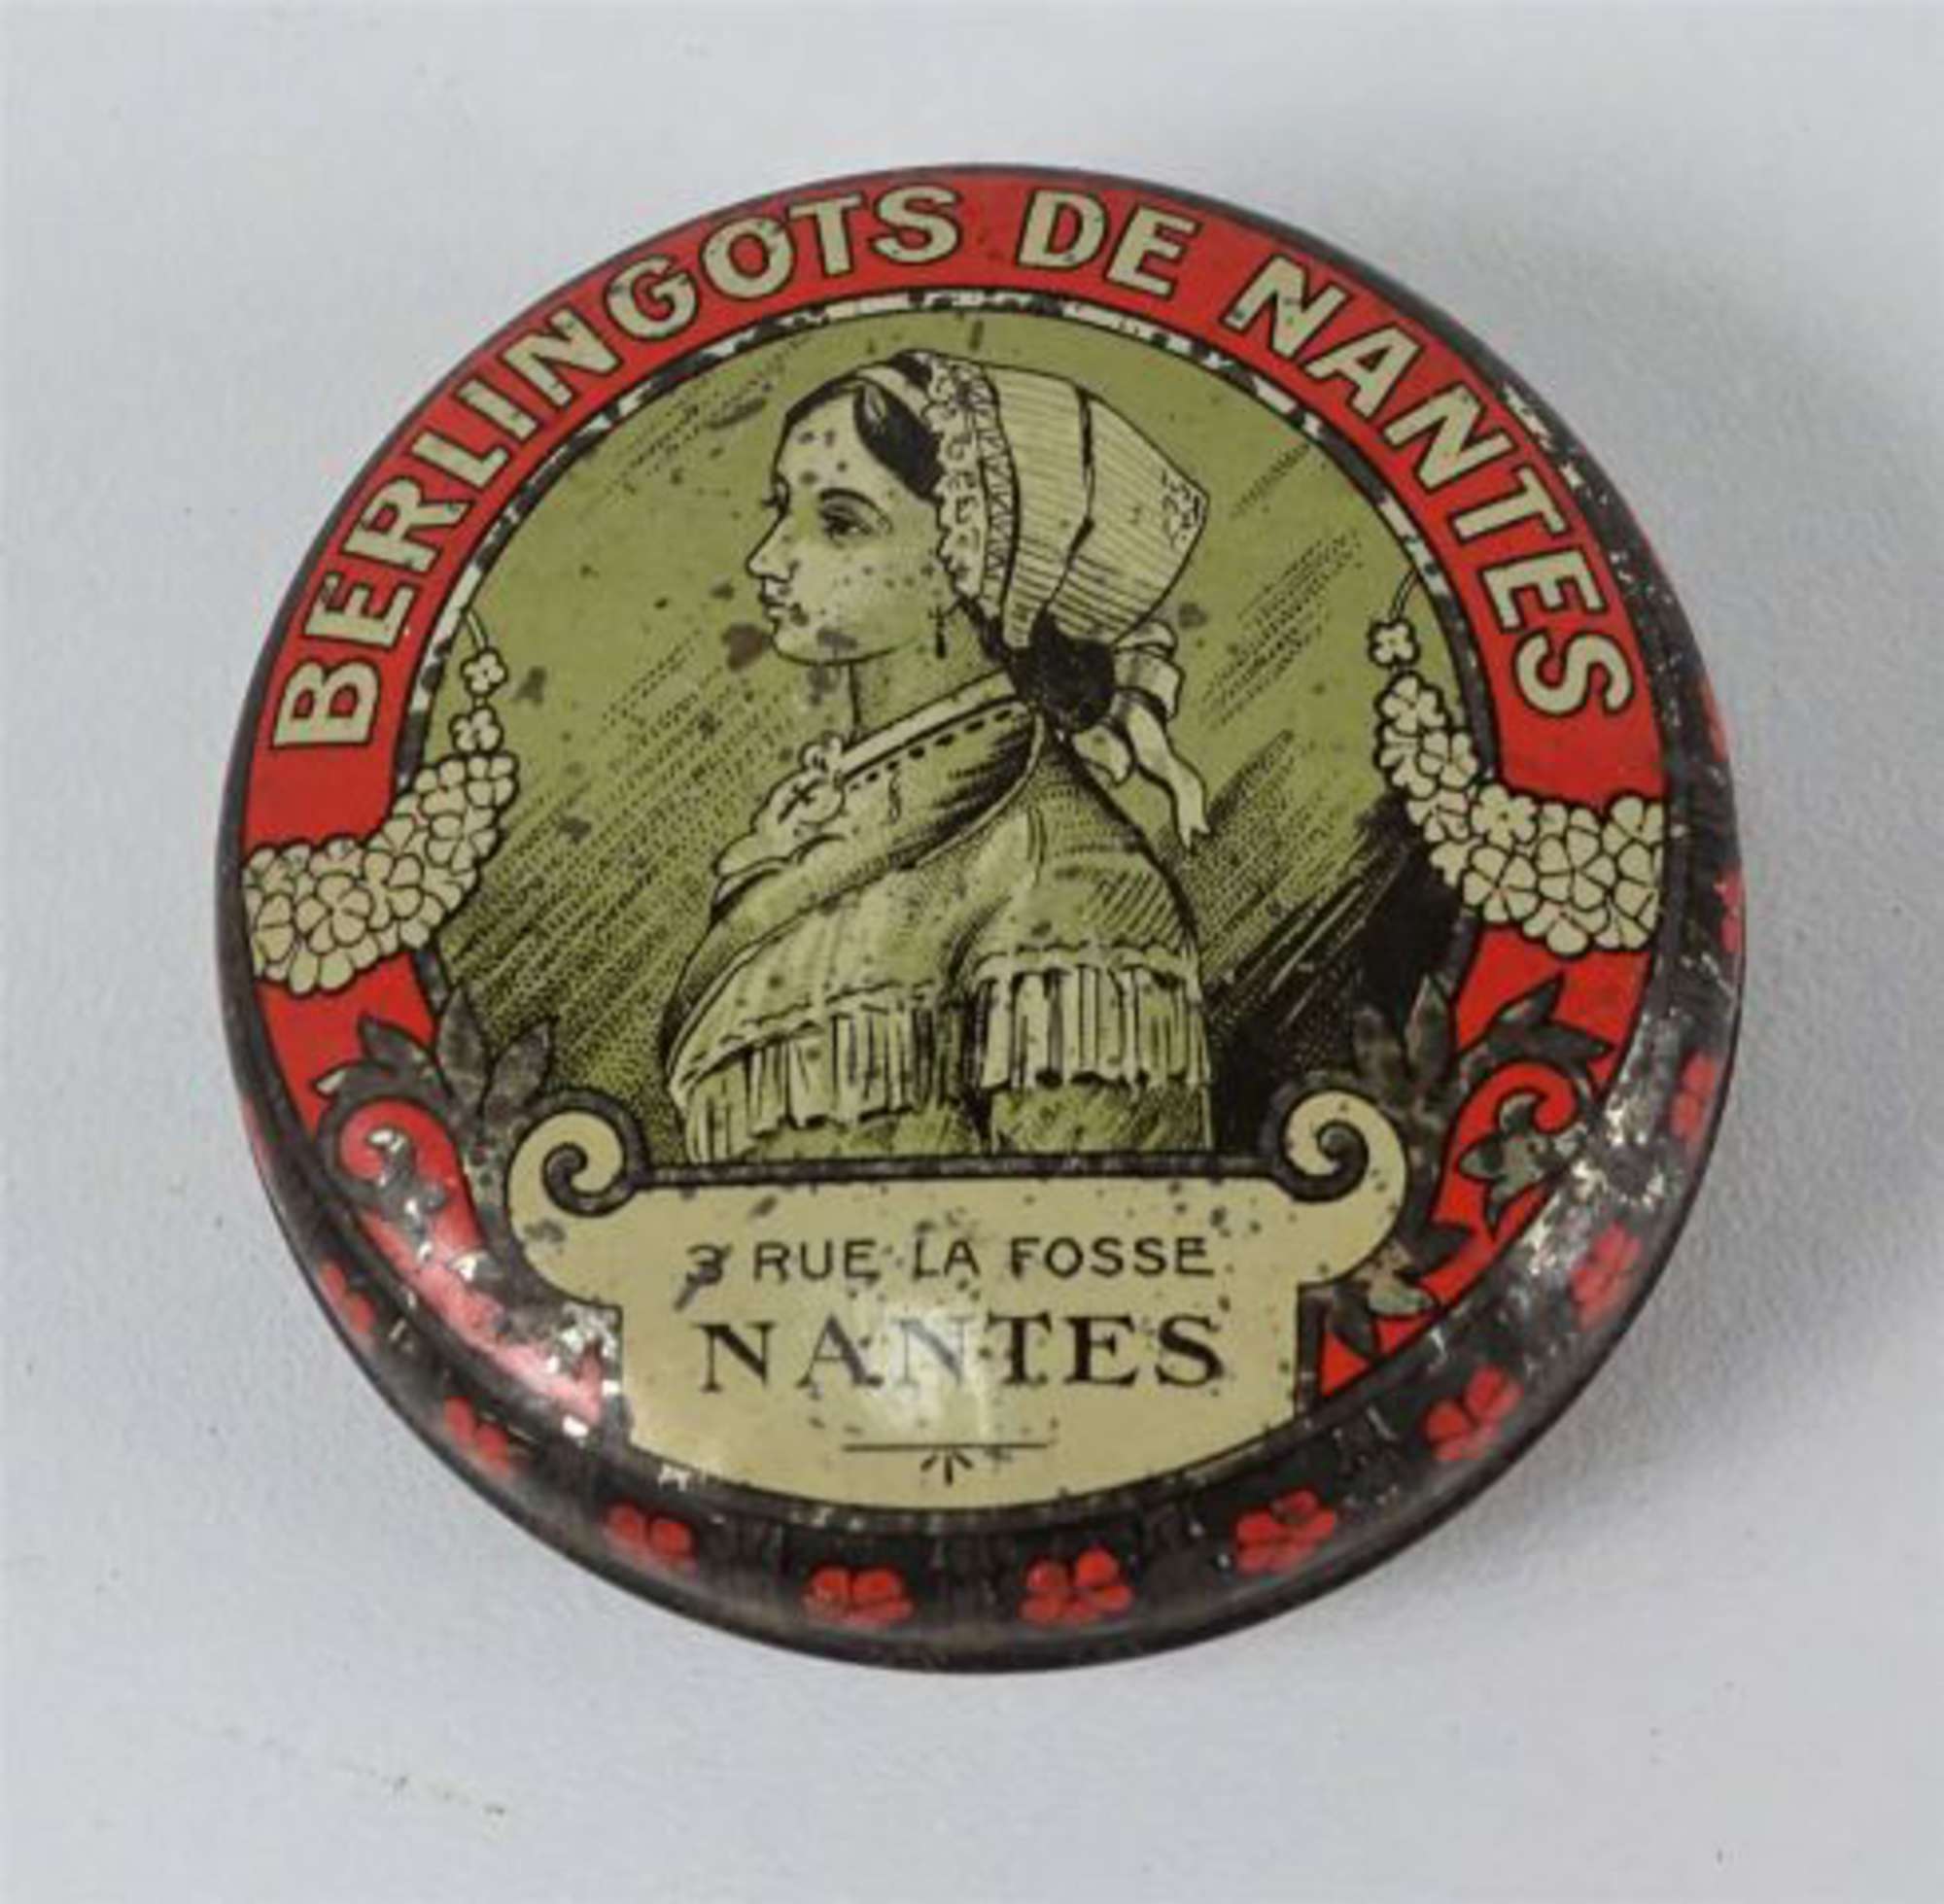 BERLINGOTS DE NANTES
3 RUE LA FOSSE
NANTES